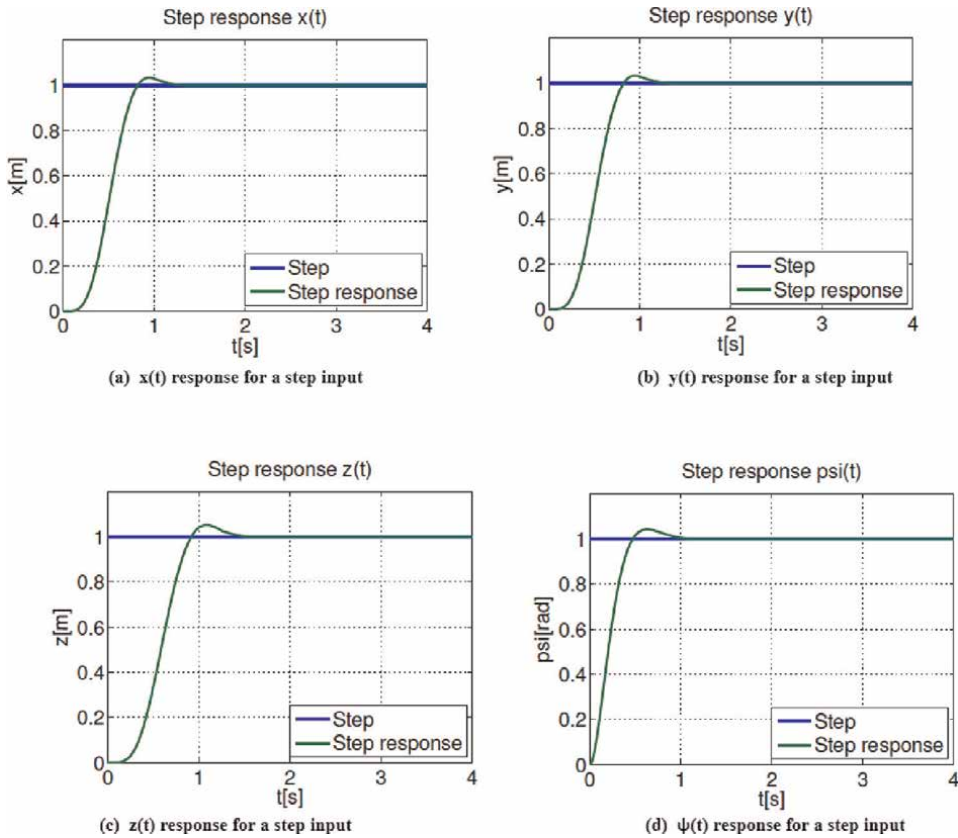 Step response x(t)
x[m]
1
0.8
0.6
0.4
0.2
0
Step
Step response
0 1 2 3 4
t[s]
(a) x(t) response for a step input
Step response y(t)
y[m]
1
0.8
0.6
0.4
0.2
0
Step
Step response
0 1 2 3 4
t[s]
(b) y(t) response for a step input
Step response z(t)
z[m]
1
0.8
0.6
0.4
0.2
0
Step
Step response
0 1 2 3 4
t[s]
(c) z(t) response for a step input
Step response psi(t)
psi[rad]
1
0.8
0.6
0.4
0.2
0
Step
Step response
0 1 2 3 4
t[s]
(d) ψ(t) response for a step input